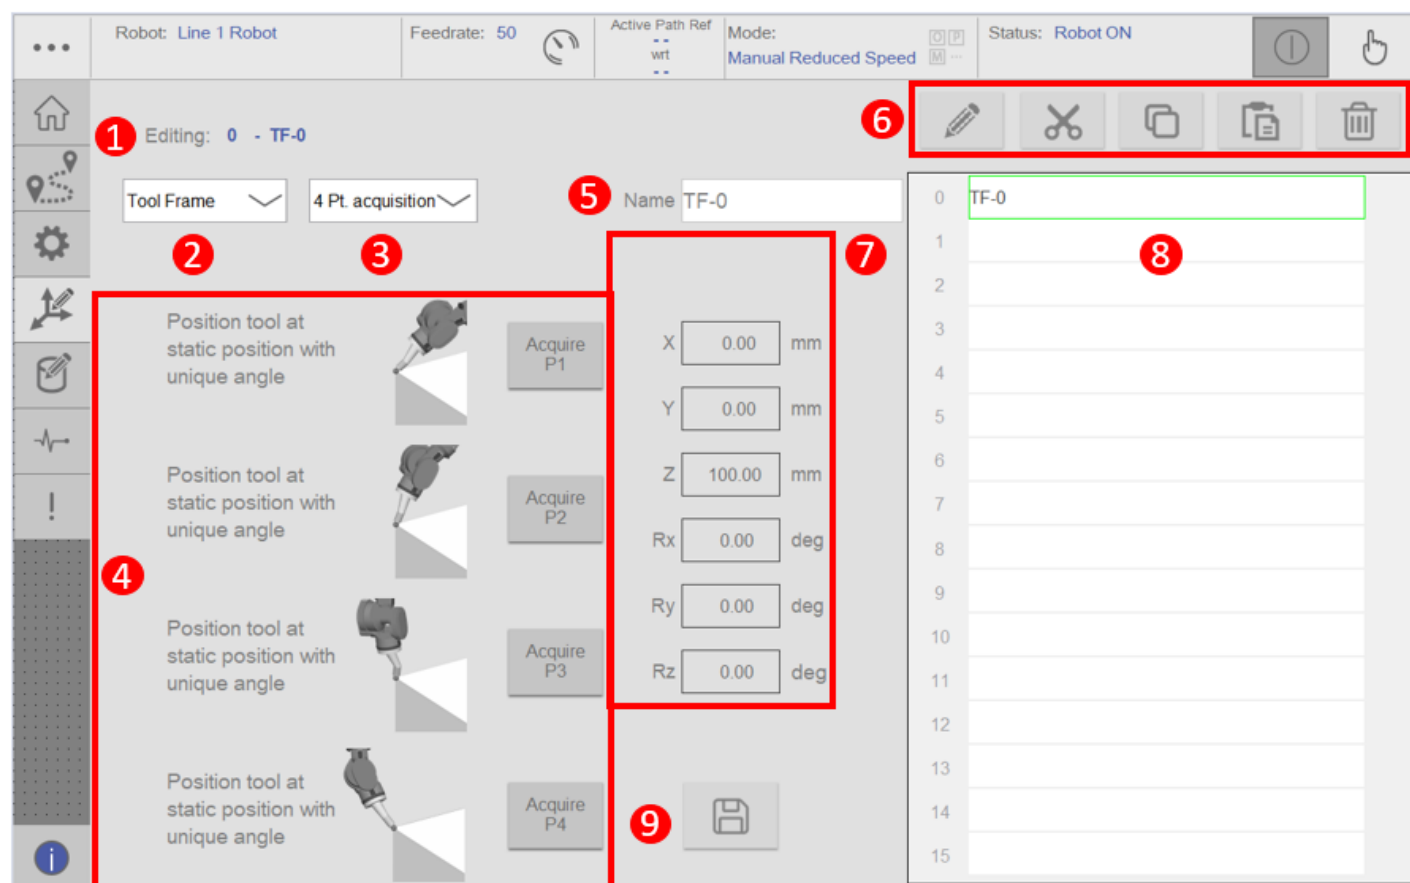 Robot: Line 1 Robot
Feedrate: 50
Active Path Ref
--
wrt
--
Mode:
Manual Reduced Speed
O P
M ...
Status: Robot ON
1
Editing: 0 - TF-0
6
Tool Frame
4 Pt. acquisition
5
Name TF-0
2
3
7
8
Position tool at
static position with
unique angle
Acquire
P1
Position tool at
static position with
unique angle
Acquire
P2
4
Position tool at
static position with
unique angle
Acquire
P3
Position tool at
static position with
unique angle
Acquire
P4
X 0.00 mm
Y 0.00 mm
Z 100.00 mm
Rx 0.00 deg
Ry 0.00 deg
Rz 0.00 deg
9
0 TF-0
1
2
3
4
5
6
7
8
9
10
11
12
13
14
15
!
i